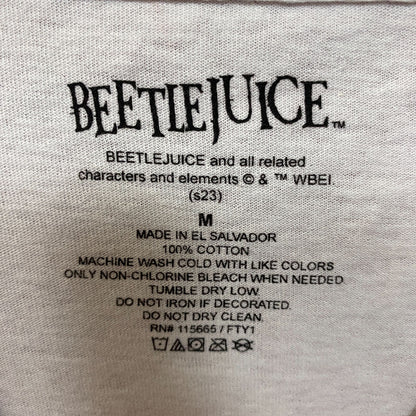 BEETLEJUICE™
BEETLEJUICE and all related
characters and elements © & ™ WBEI.
(s23)
M
MADE IN EL SALVADOR
100% COTTON
MACHINE WASH COLD WITH LIKE COLORS
ONLY NON-CHLORINE BLEACH WHEN NEEDED
TUMBLE DRY LOW
DO NOT IRON IF DECORATED.
DO NOT DRY CLEAN.
RN# 115665 / FTY1